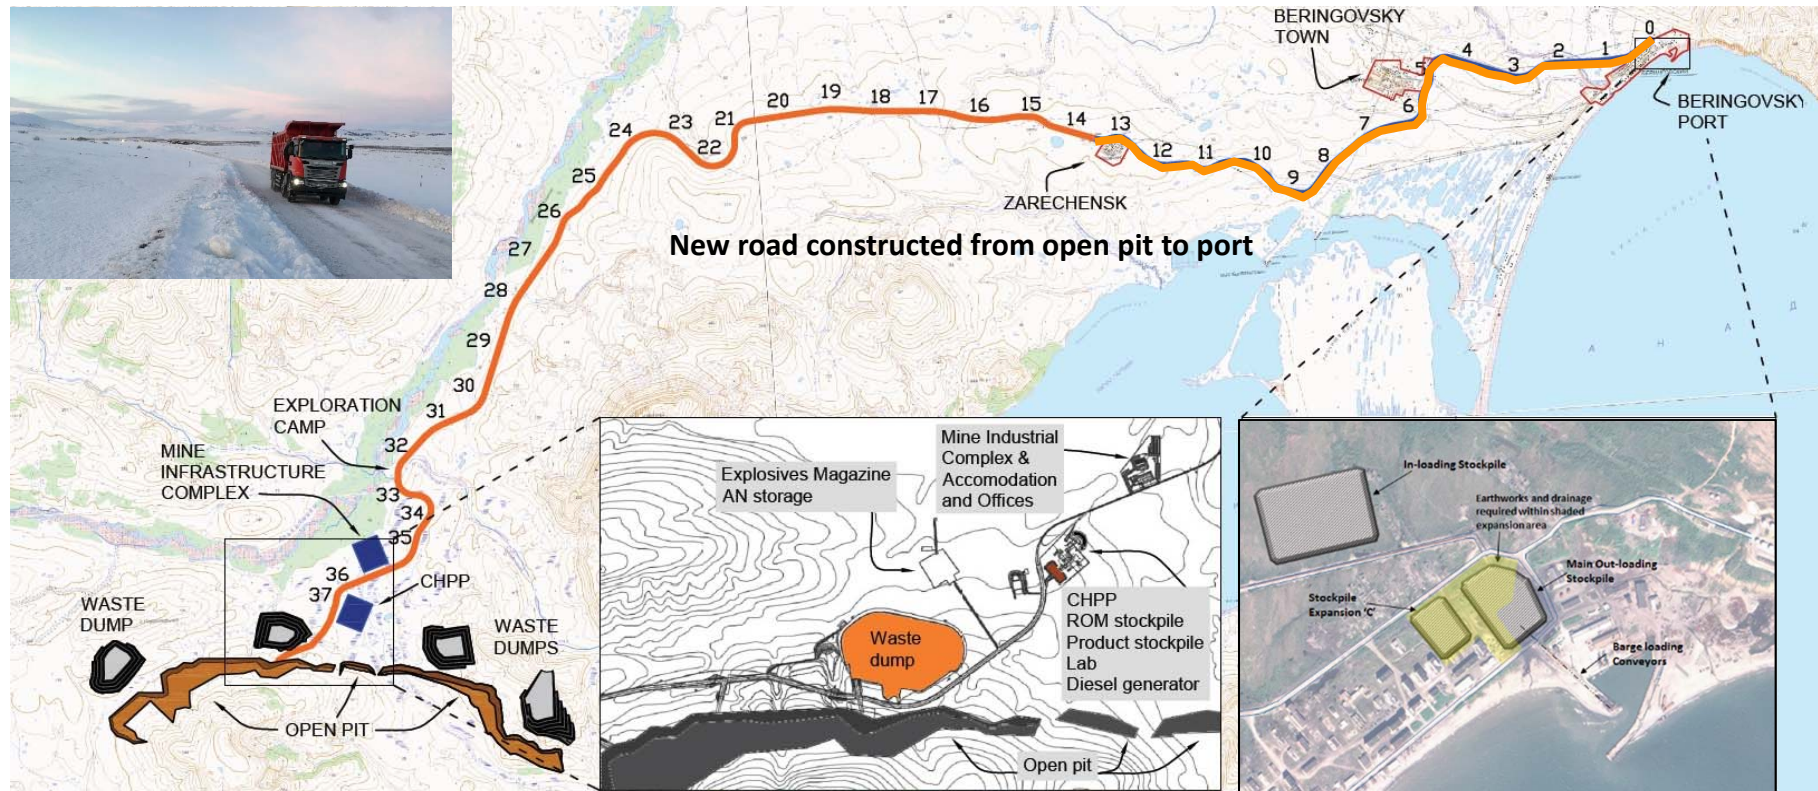 BERINGOVSKY
TOWN
0
1
2
3
4
5
6
7
8
9
10
11
12
13
14
15
16
17
18
19
20
21
22
23
24
25
26
27
28
29
30
31
32
33
34
35
36
37
BERINGOVSKY
PORT
ZARECHENSK
New road constructed from open pit to port
EXPLORATION
CAMP
MINE
INFRASTRUCTURE
COMPLEX
CHPP
WASTE
DUMP
WASTE
DUMPS
OPEN PIT
Explosives Magazine
AN storage
Mine Industrial
Complex &
Accomodation
and Offices
Waste
dump
CHPP
ROM stockpile
Product stockpile
Lab
Diesel generator
Open pit
In-loading Stockpile
Earthworks and drainage
required within shaded
expansion area
Main Out-loading
Stockpile
Stockpile
Expansion 'C'
Barge loading
Conveyors
А Н А Д